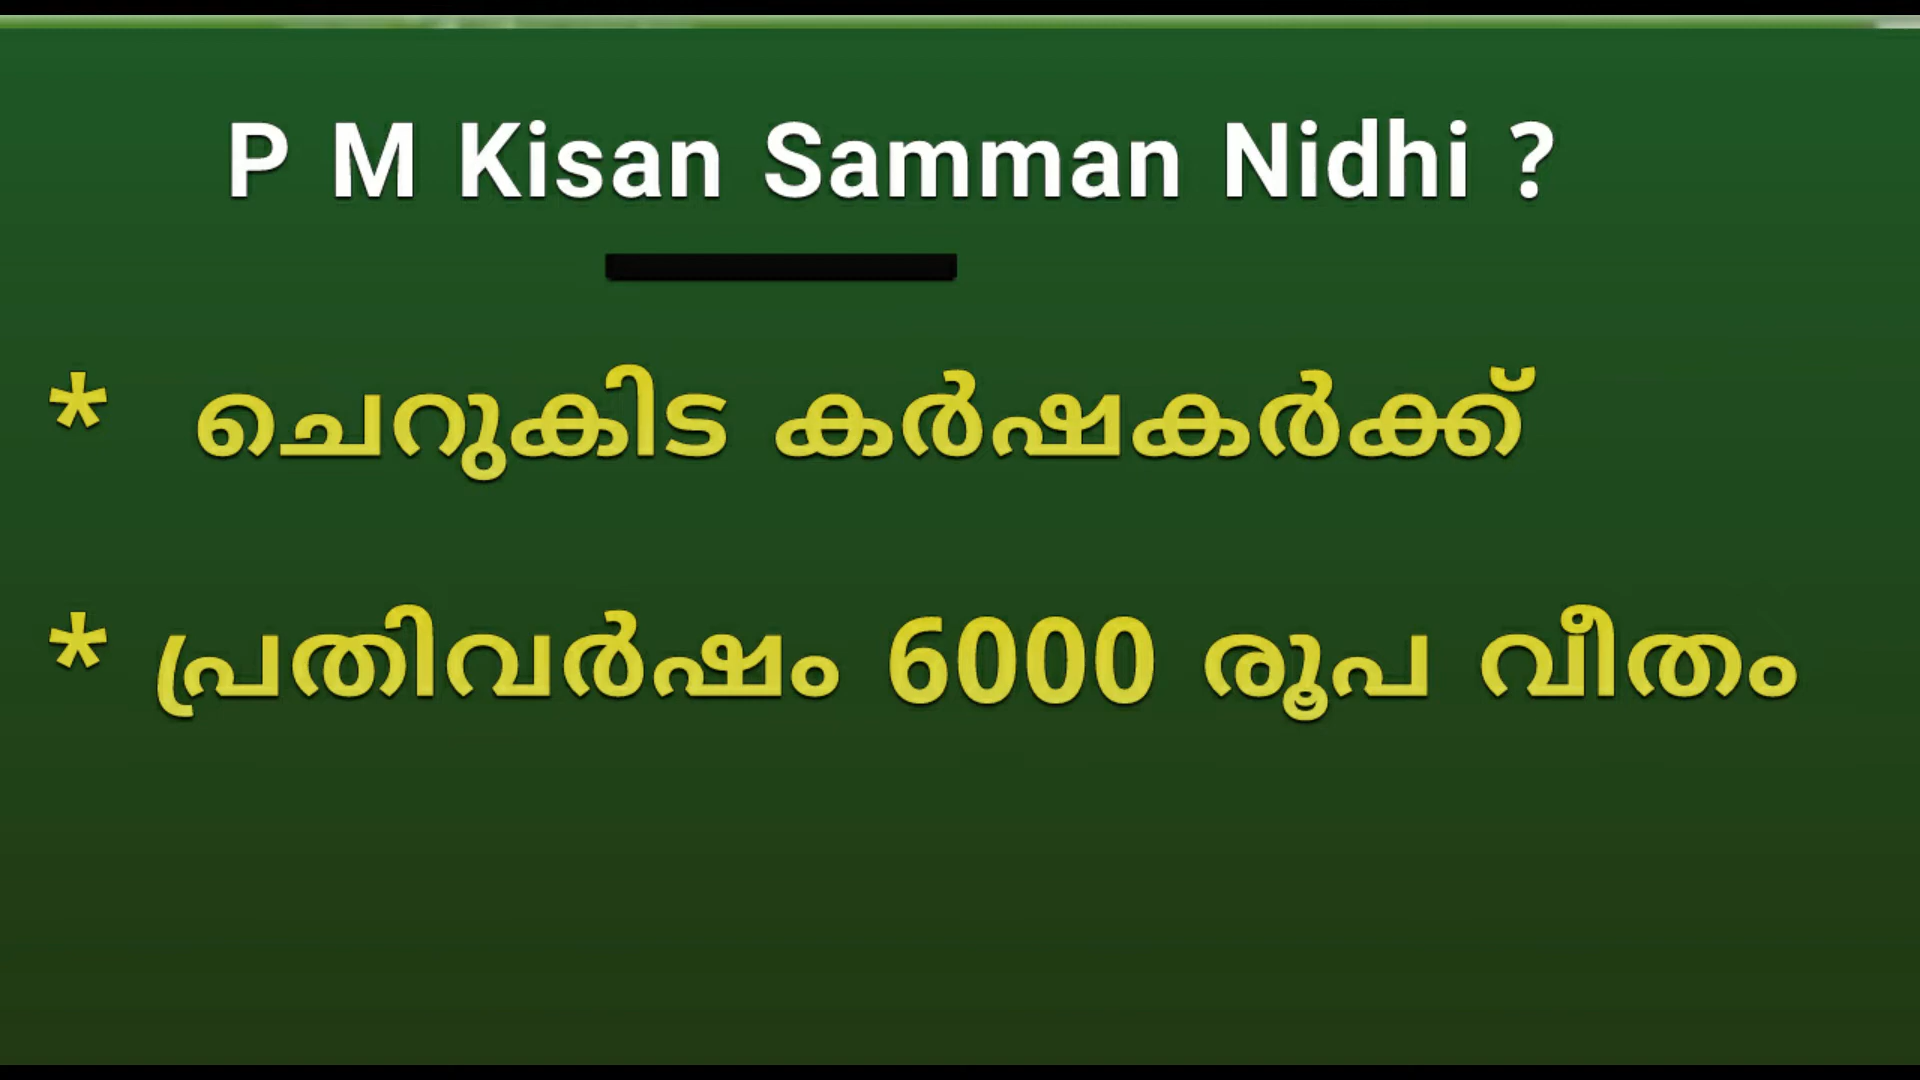 P M Kisan Samman Nidhi ?
* ചെറുകിട കർഷകർക്ക്
* പ്രതിവർഷം 6000 രൂപ വീതം